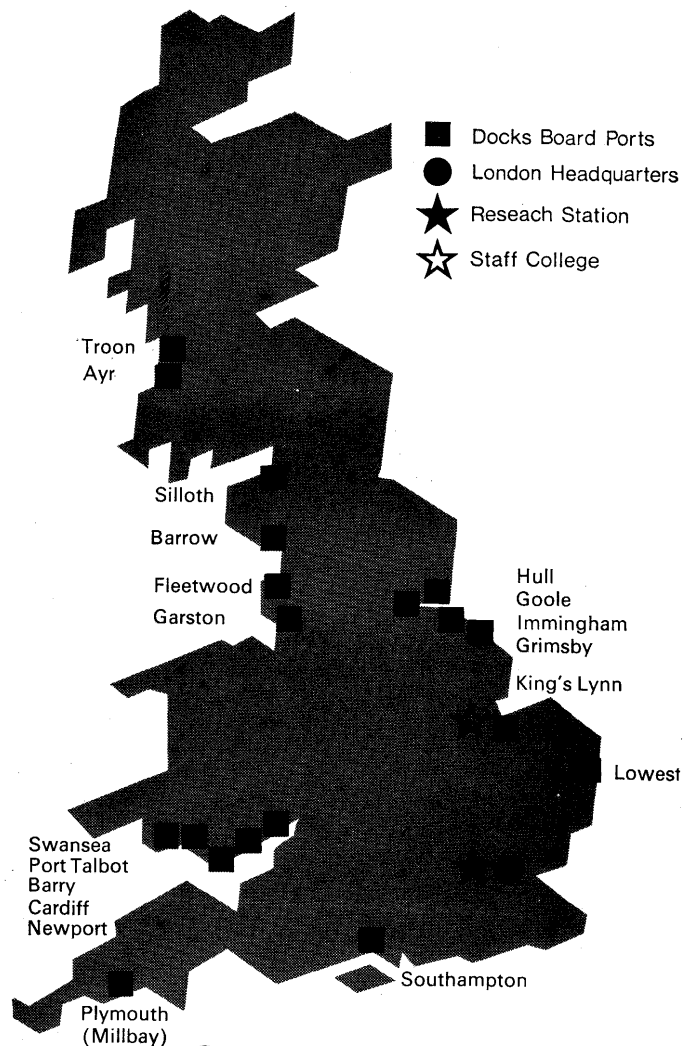 Docks Board Ports
London Headquarters
Reseach Station
Staff College
Troon
Ayr
Silloth
Barrow
Fleetwood
Garston
Hull
Goole
Immingham
Grimsby
King's Lynn
Lowest
Swansea
Port Talbot
Barry
Cardiff
Newport
Southampton
Plymouth
(Millbay)